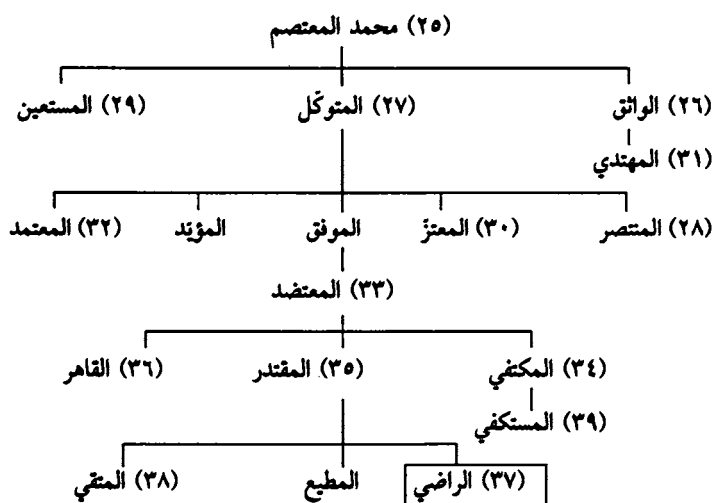 (٢٥) محمد المعتصم
(٢٦) الواثق (٢٧) المتوكّل (٢٩) المستعين
(٣١) المهتدي
(٢٨) المنتصر (٣٠) المعتزّ الموفق المؤيّد (٣٢) المعتمد
(٣٣) المعتضد
(٣٤) المكتفي (٣٥) المقتدر (٣٦) القاهر
(٣٩) المستكفي
(٣٧) الراضي المطيع (٣٨) المتقي